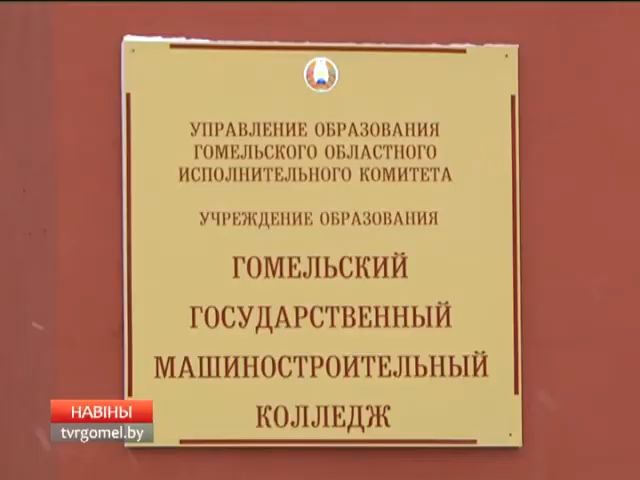 УПРАВЛЕНИЕ ОБРАЗОВАНИЯ
ГОМЕЛЬСКОГО ОБЛАСТНОГО
ИСПОЛНИТЕЛЬНОГО КОМИТЕТА
УЧРЕЖДЕНИЕ ОБРАЗОВАНИЯ
ГОМЕЛЬСКИЙ
ГОСУДАРСТВЕННЫЙ
МАШИНОСТРОИТЕЛЬНЫЙ
КОЛЛЕДЖ
НАВІНЫ
tvrgomel.by